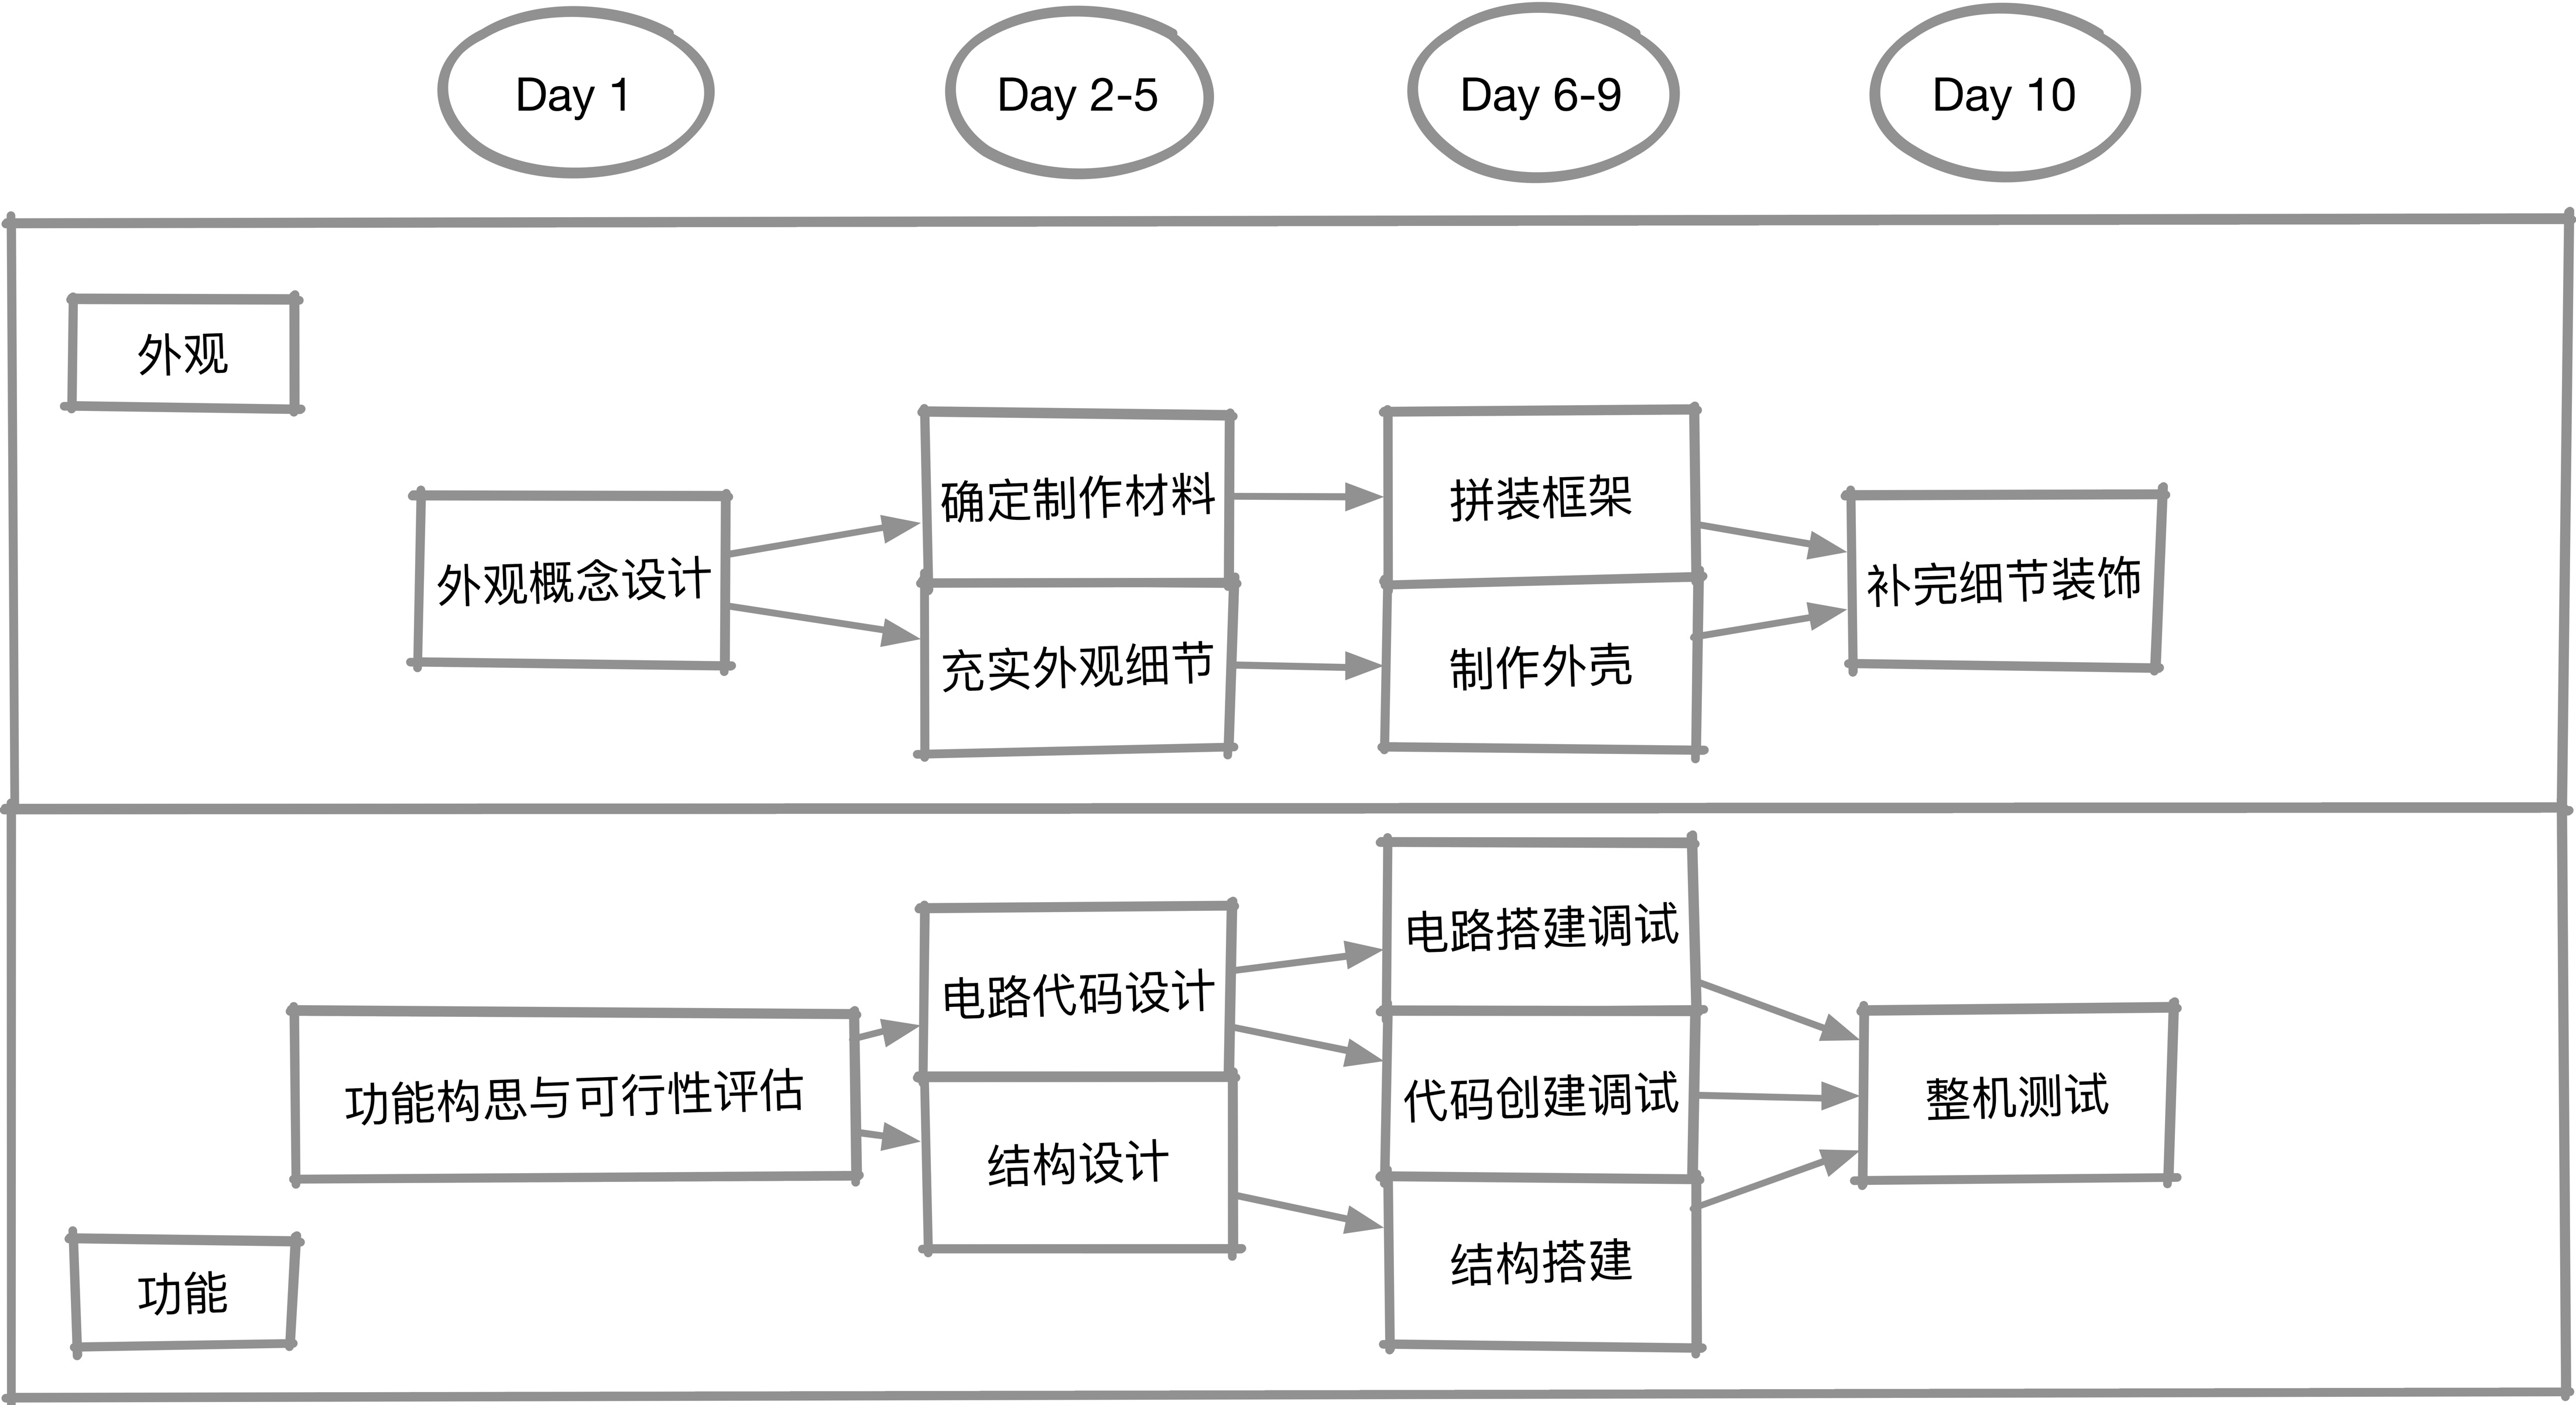 Day 1
Day 2-5
Day 6-9
Day 10
外观
外观概念设计
确定制作材料
充实外观细节
拼装框架
制作外壳
补完细节装饰
功能构思与可行性评估
电路代码设计
结构设计
电路搭建调试
代码创建调试
结构搭建
整机测试
功能